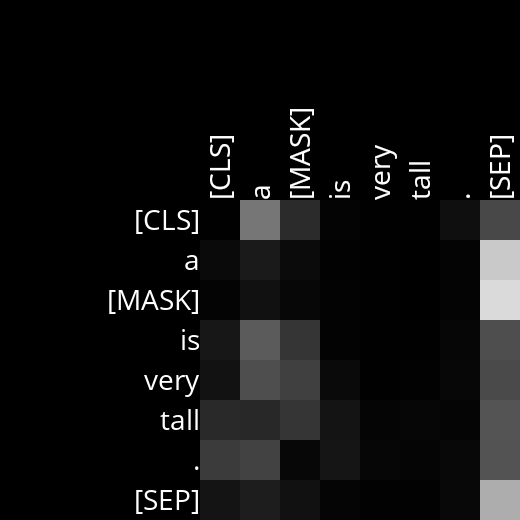 [CLS] a [MASK] is very tall . [SEP]
[CLS]
a
[MASK]
is
very
tall
.
[SEP]